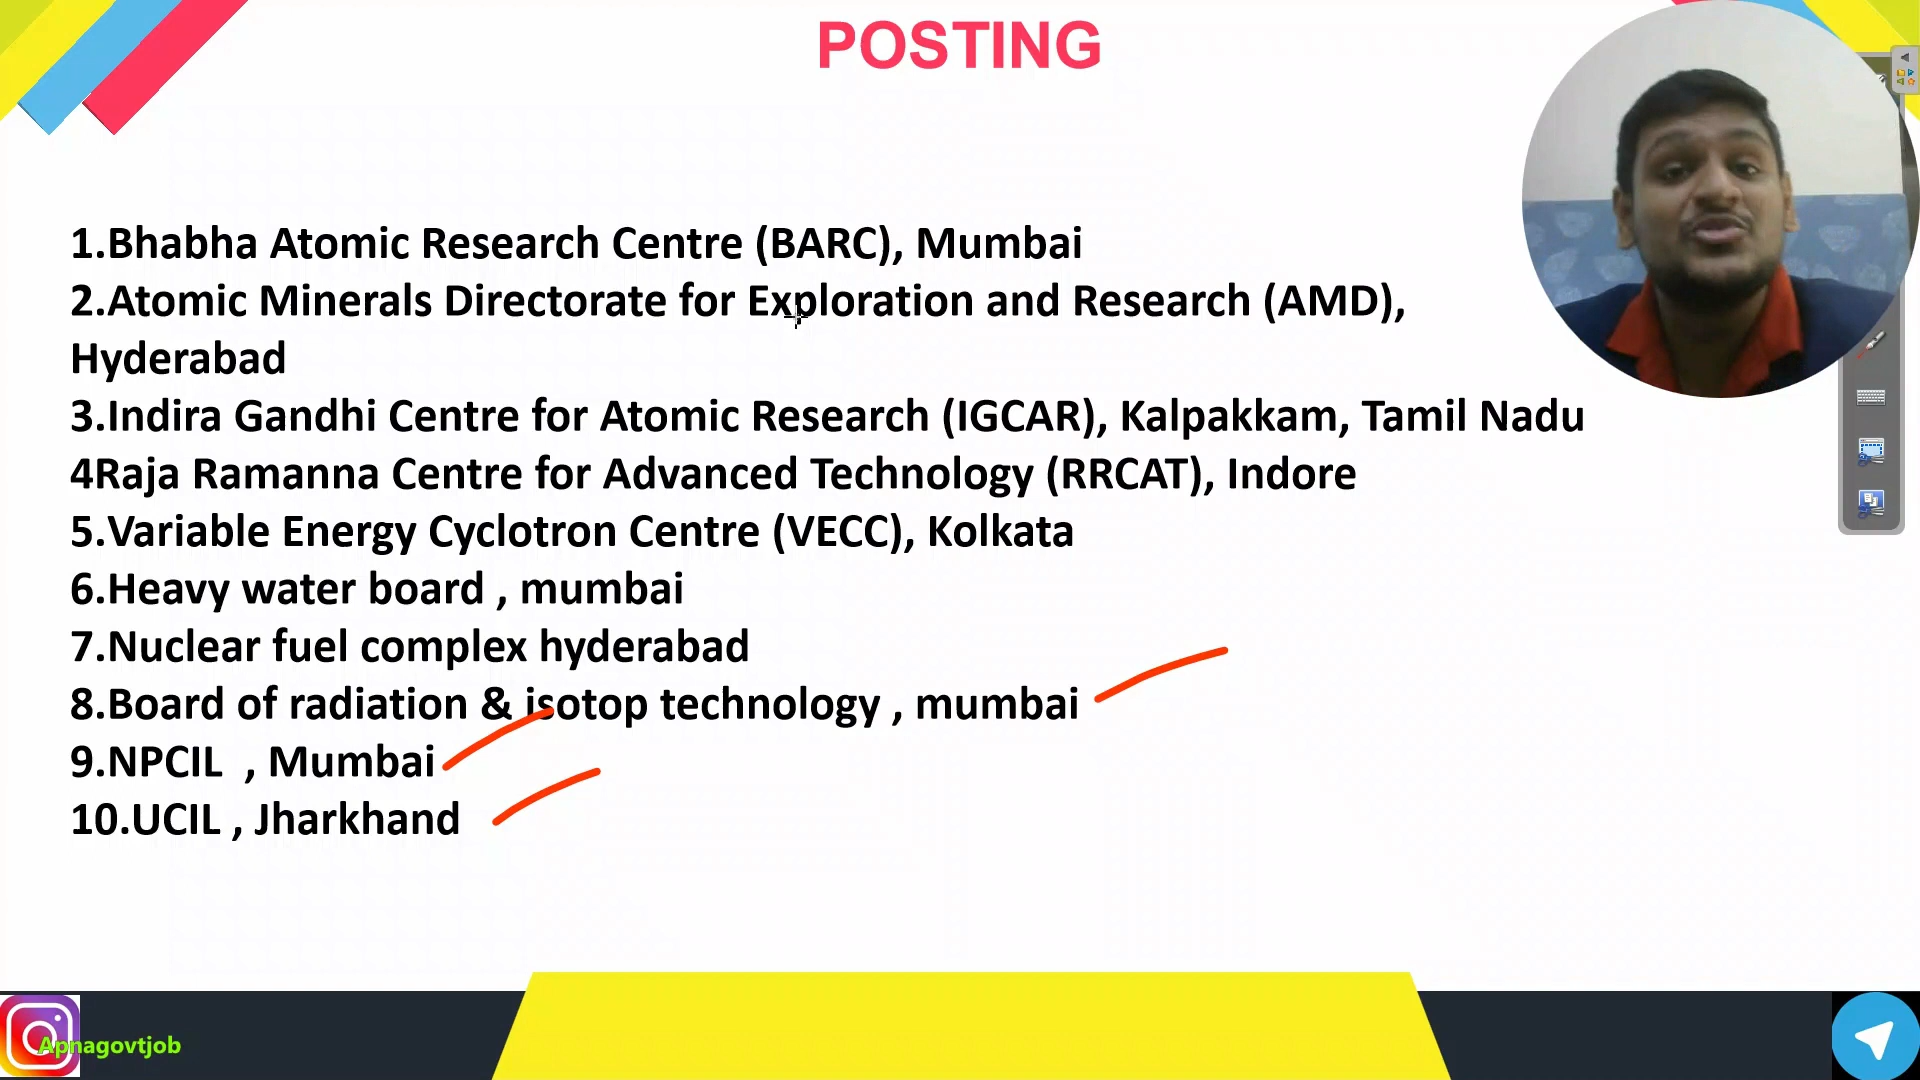 POSTING
1.Bhabha Atomic Research Centre (BARC), Mumbai
2.Atomic Minerals Directorate for Exploration and Research (AMD),
Hyderabad
3.Indira Gandhi Centre for Atomic Research (IGCAR), Kalpakkam, Tamil Nadu
4Raja Ramanna Centre for Advanced Technology (RRCAT), Indore
5.Variable Energy Cyclotron Centre (VECC), Kolkata
6.Heavy water board , mumbai
7.Nuclear fuel complex hyderabad
8.Board of radiation & isotop technology , mumbai
9.NPCIL , Mumbai
10.UCIL , Jharkhand
Apnagovtjob